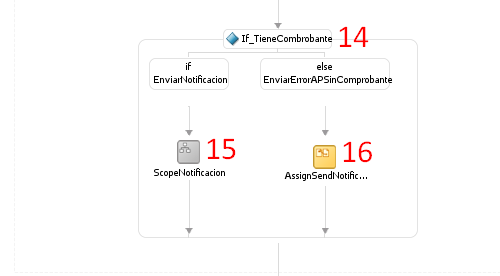 If_TieneCombrobante 14
if
EnviarNotificacion
else
EnviarErrorAPSinComprobante
15
ScopeNotificacion
16
AssignSendNotific...